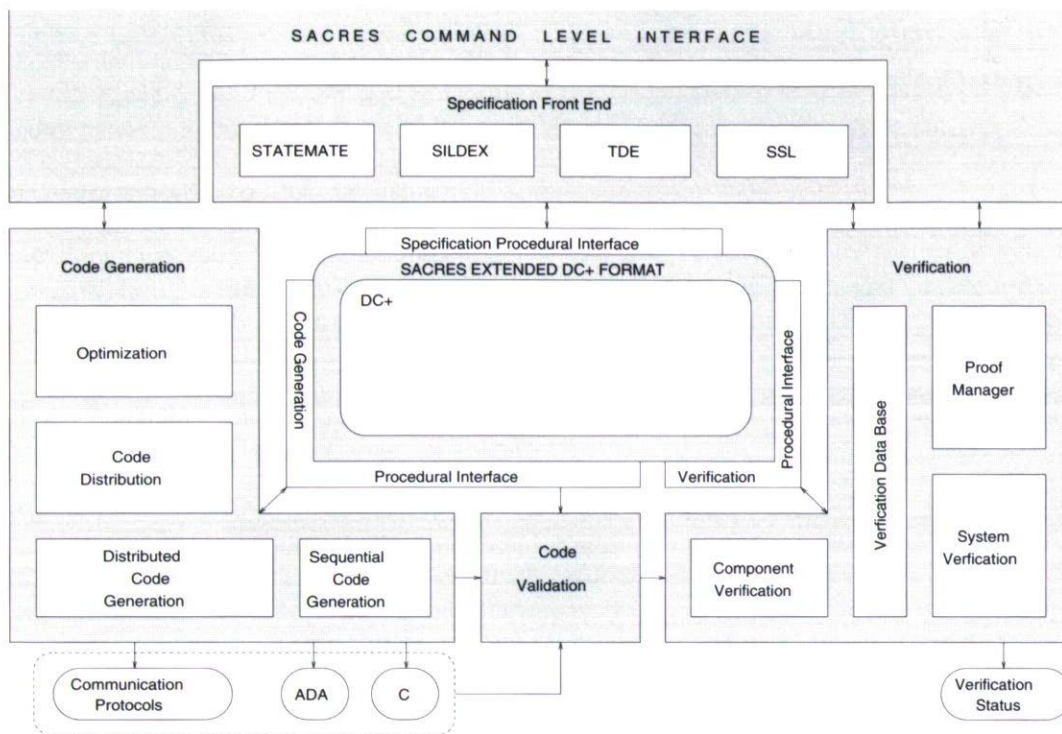 SACRES COMMAND LEVEL INTERFACE
Specification Front End
STATEMATE
SILDEX
TDE
SSL
Specification Procedural Interface
SACRES EXTENDED DC+ FORMAT
DC+
Code Generation
Procedural Interface
Procedural Interface
Verification
Code Generation
Optimization
Code
Distribution
Distributed
Code
Generation
Sequential
Code
Generation
Code
Validation
Verification
Component
Verification
Verfication Data Base
Proof
Manager
System
Verfication
Communication
Protocols
ADA
C
Verification
Status